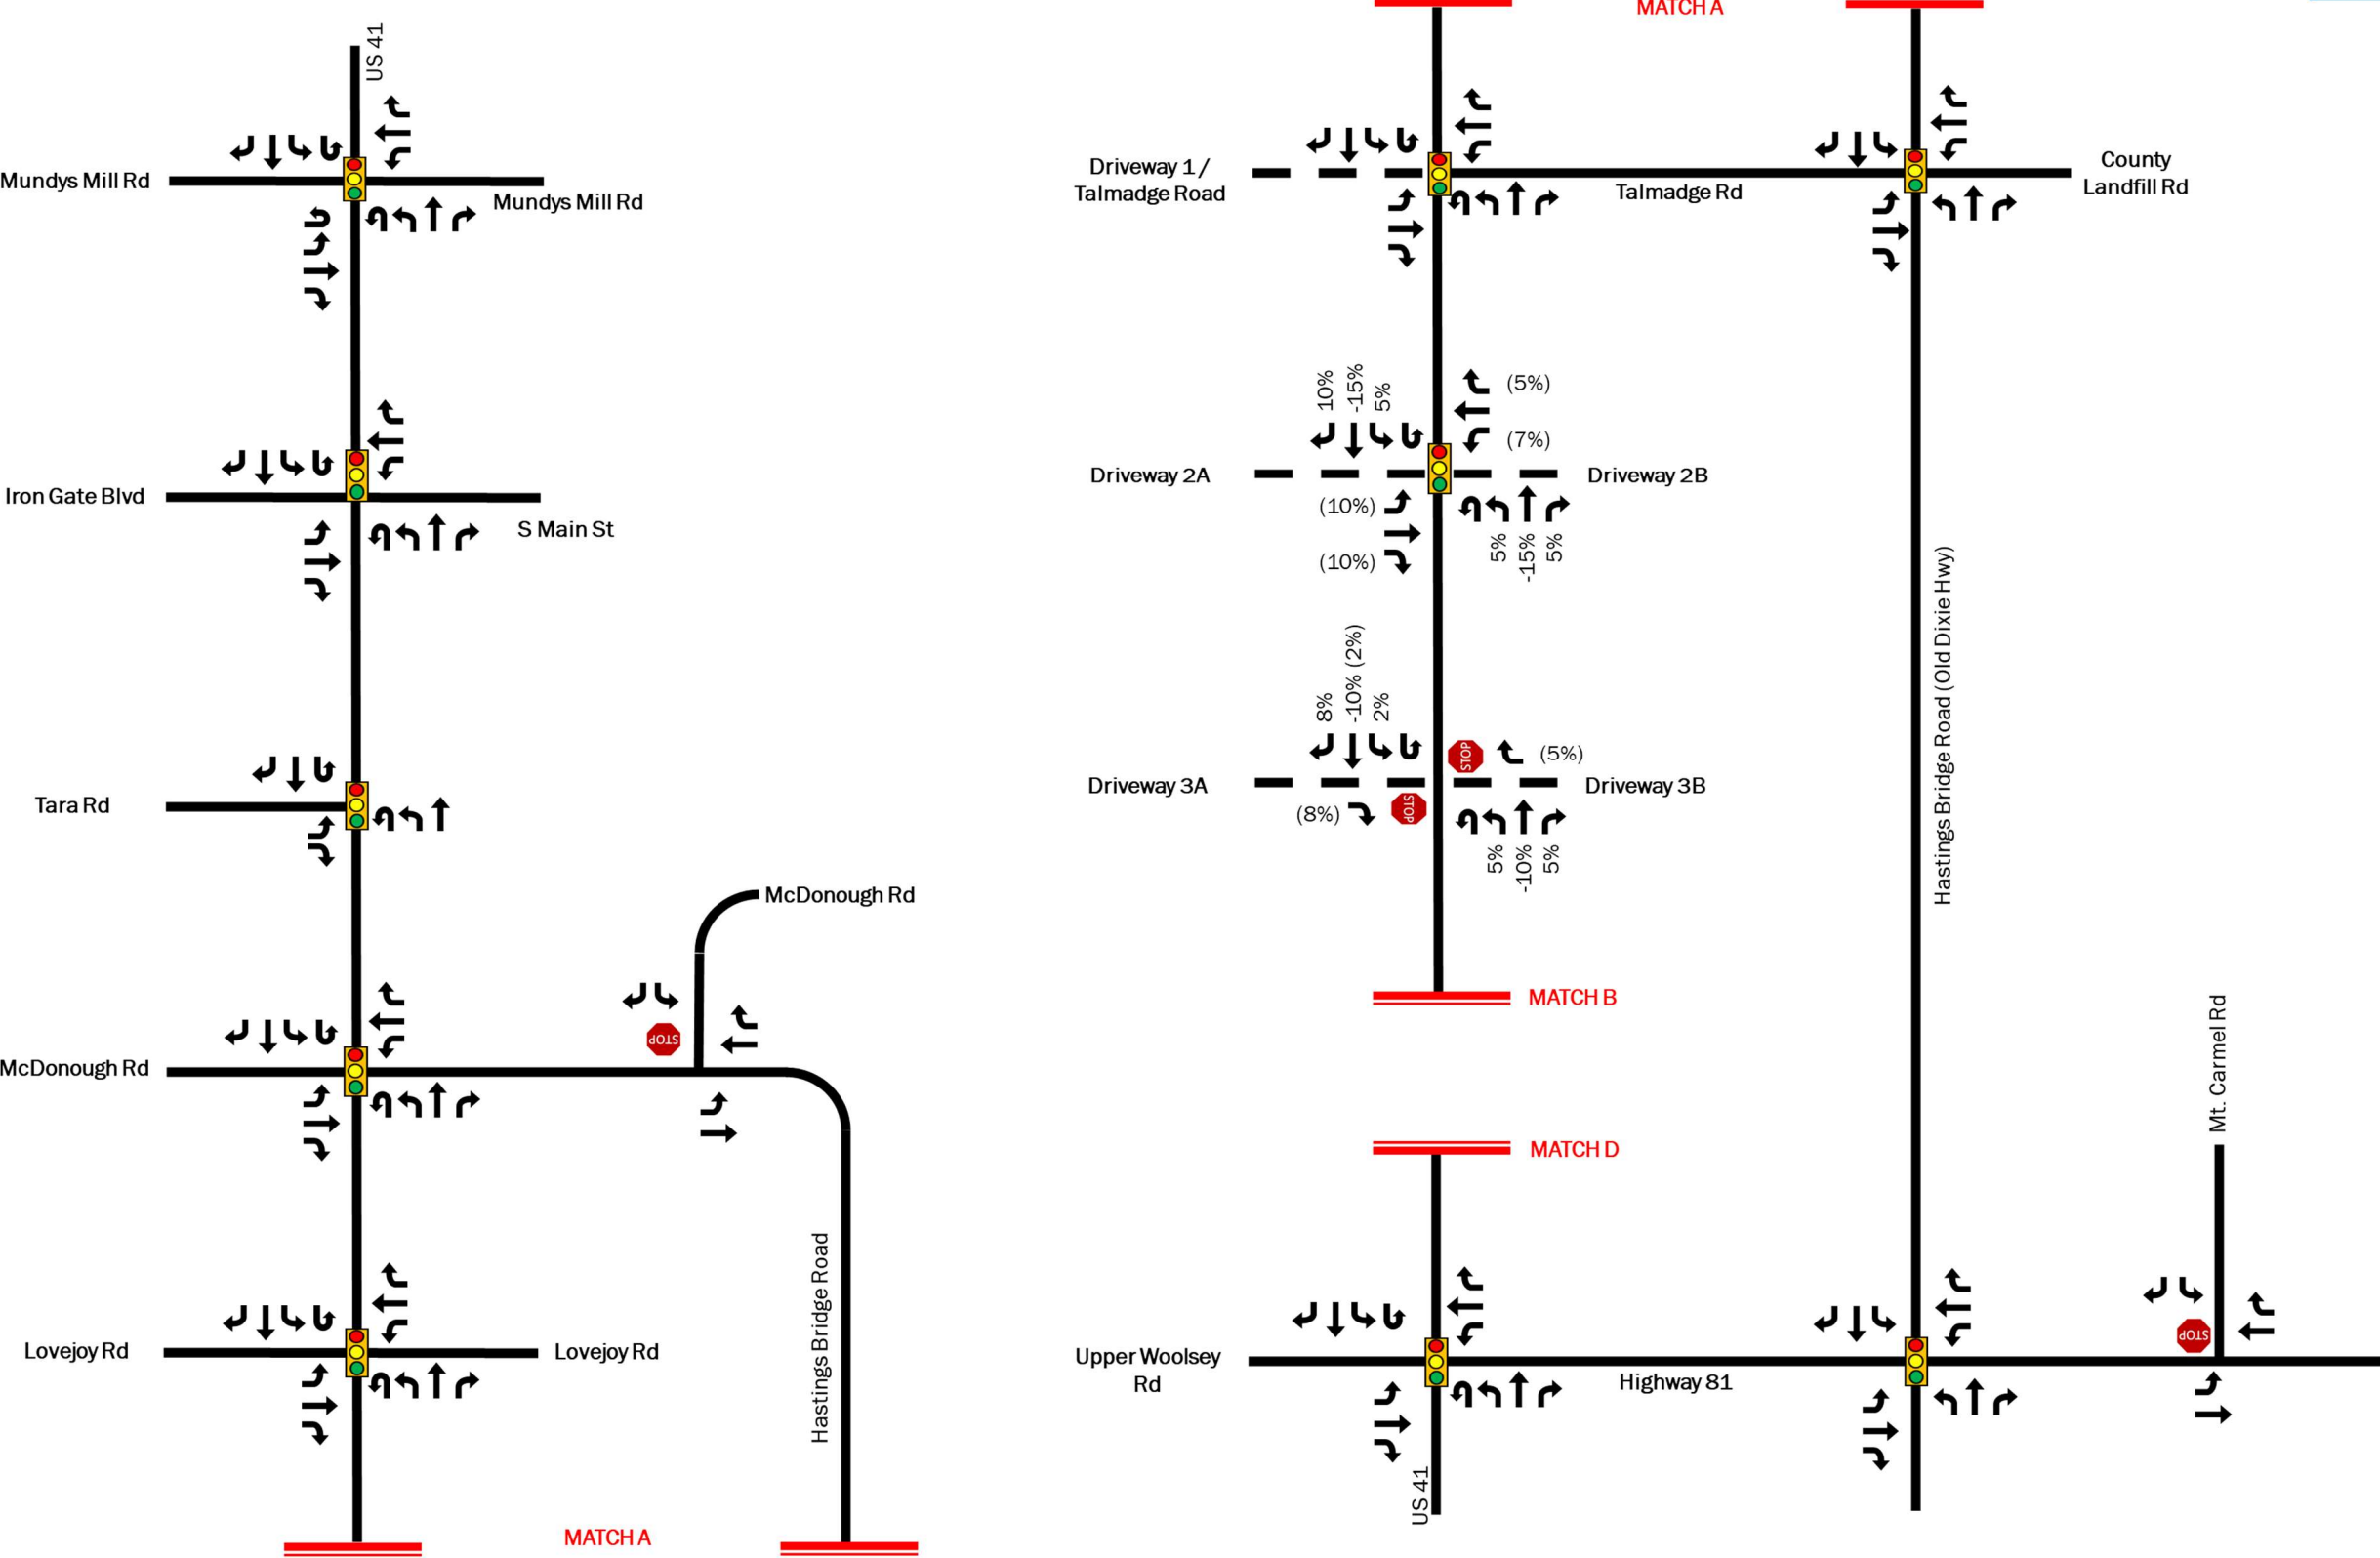 US 41
Mundys Mill Rd
Mundys Mill Rd
Iron Gate Blvd
S Main St
Tara Rd
McDonough Rd
McDonough Rd
STOP
Lovejoy Rd
Lovejoy Rd
Hastings Bridge Road
MATCH A
MATCH A
Driveway 1 /
Talmadge Road
Talmadge Rd
County
Landfill Rd
10%
-15%
5%
(5%)
(7%)
Driveway 2A
Driveway 2B
(10%)
(10%)
5%
-15%
5%
8%
-10% (2%)
2%
STOP
(5%)
Driveway 3A
Driveway 3B
(8%)
STOP
5%
-10%
5%
Hastings Bridge Road (Old Dixie Hwy)
MATCH B
MATCH D
Mt. Carmel Rd
STOP
Upper Woolsey
Rd
Highway 81
US 41